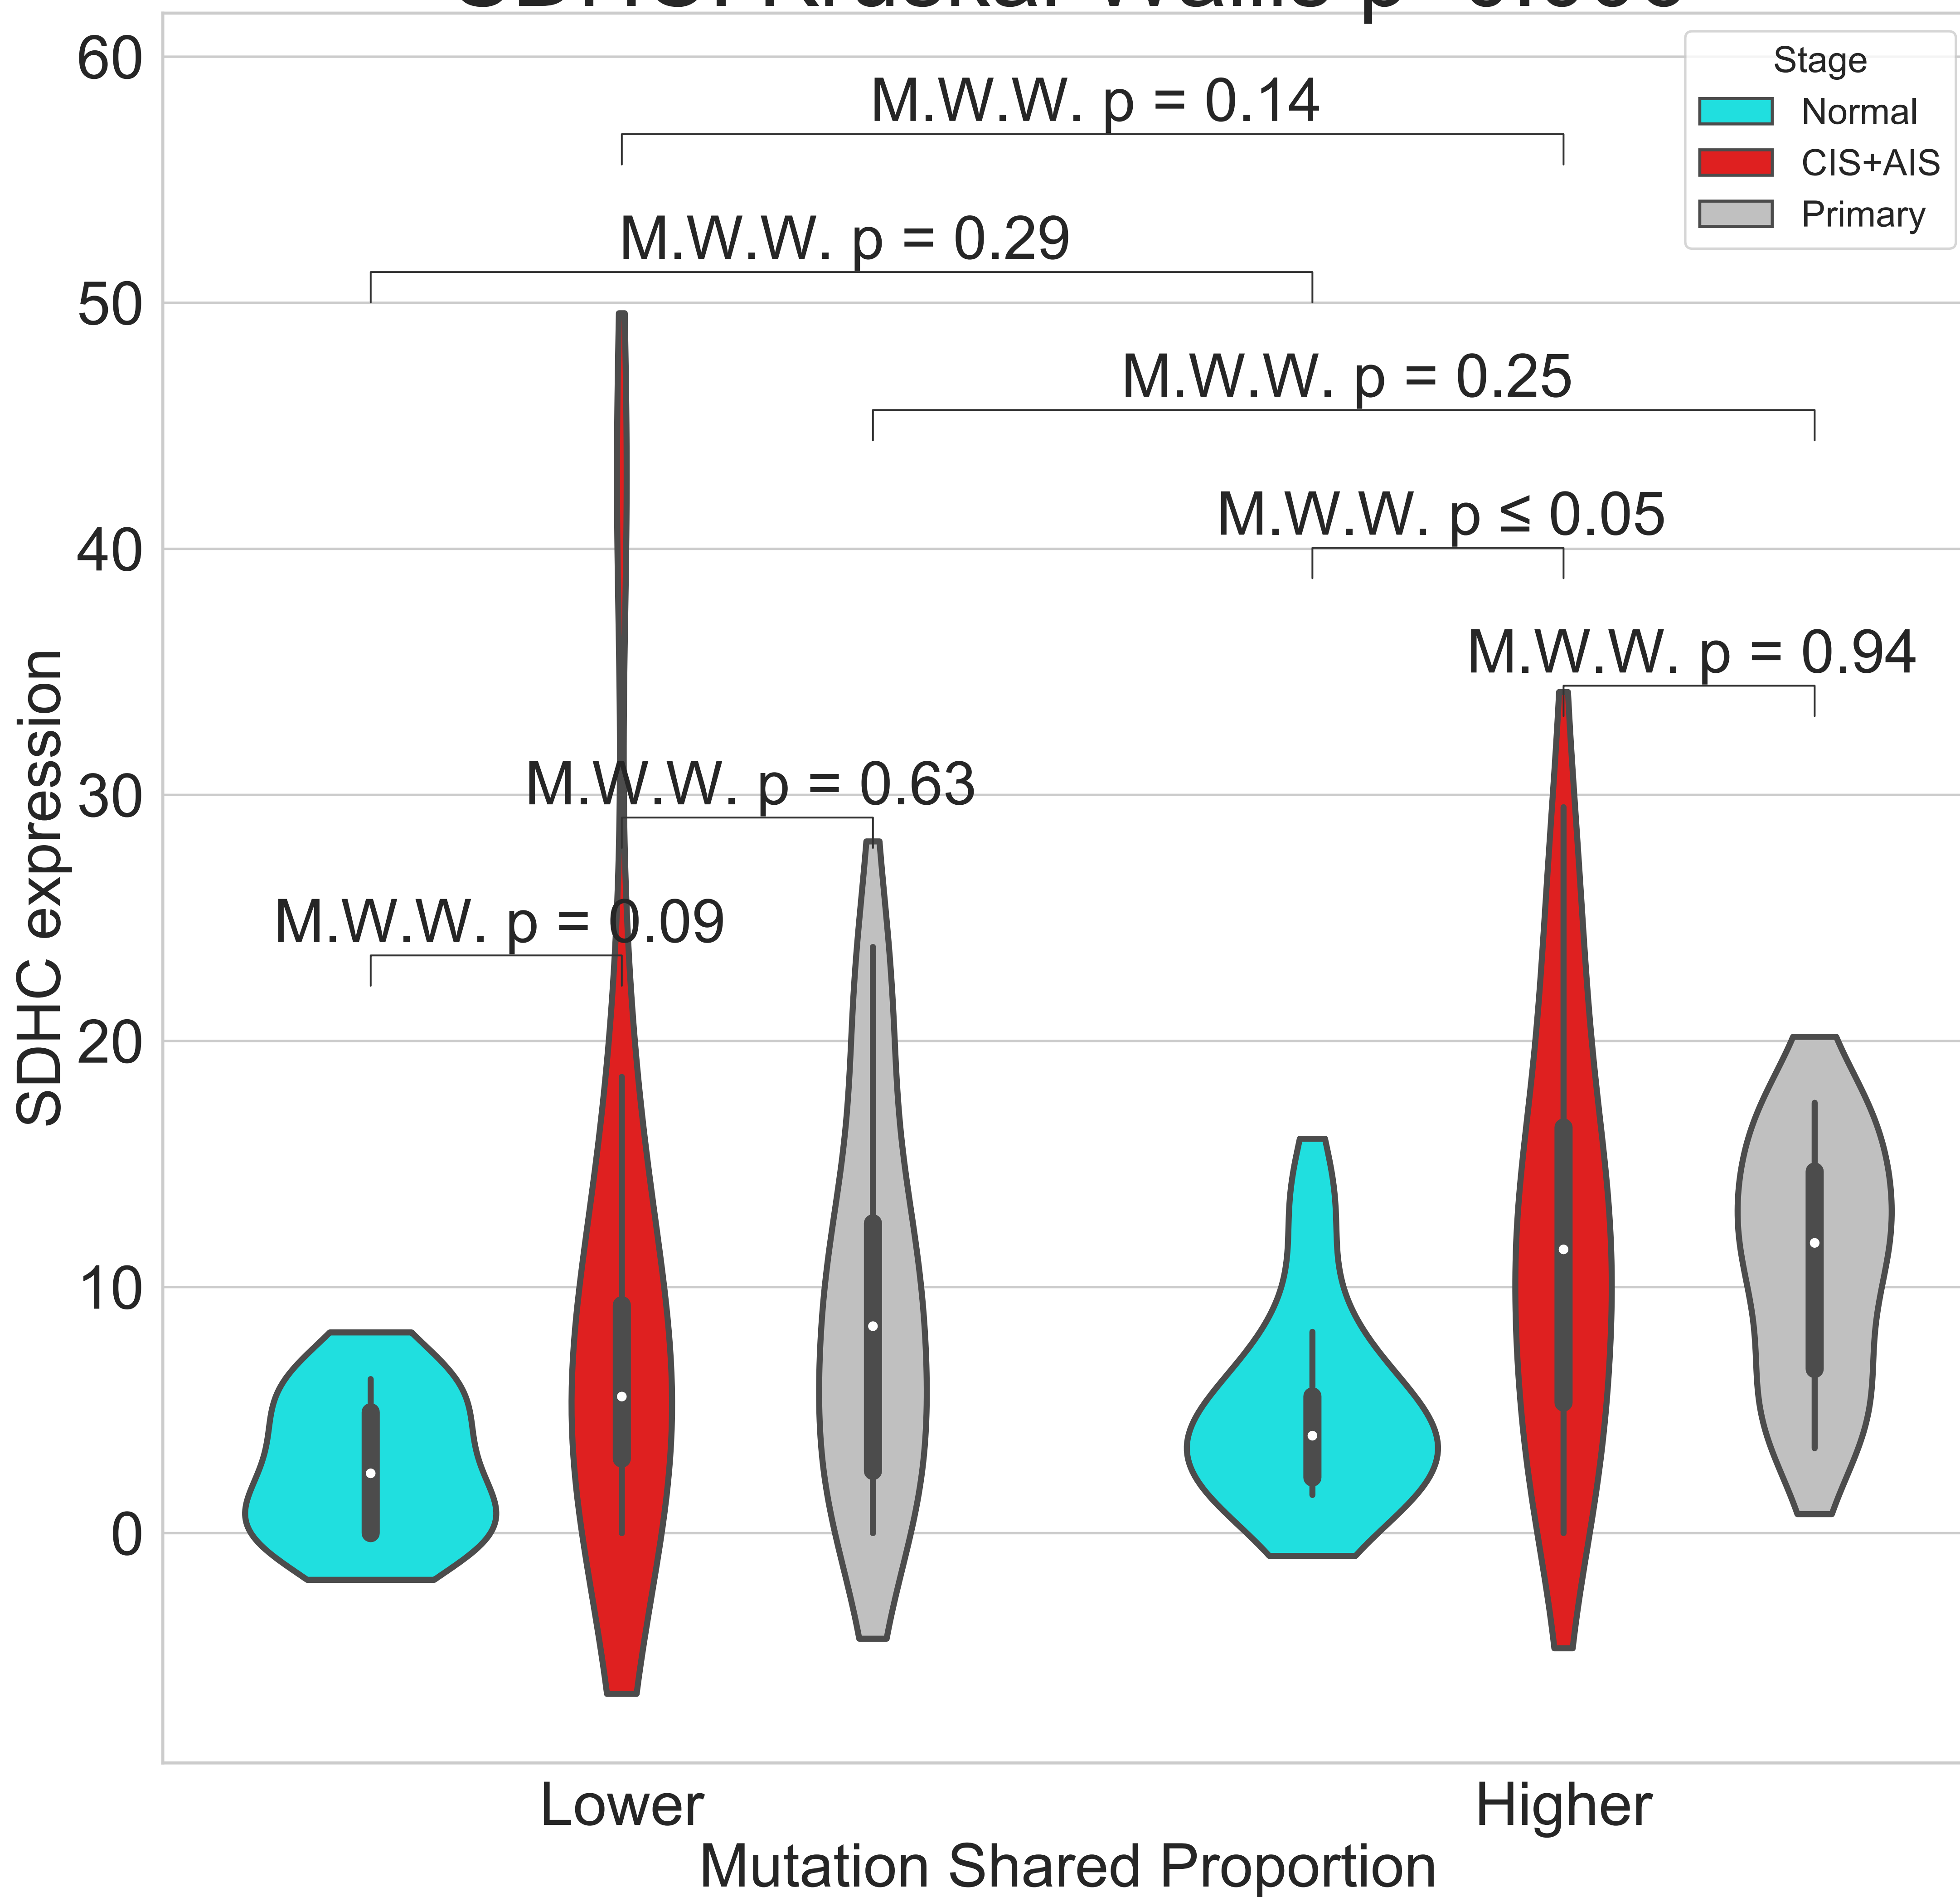 60
50
40
30
20
10
0
SDHC expression
Stage
Normal
CIS+AIS
Primary
M.W.W. p = 0.14
M.W.W. p = 0.29
M.W.W. p = 0.25
M.W.W. p ≤ 0.05
M.W.W. p = 0.94
M.W.W. p = 0.63
M.W.W. p = 0.09
Lower
Higher
Mutation Shared Proportion